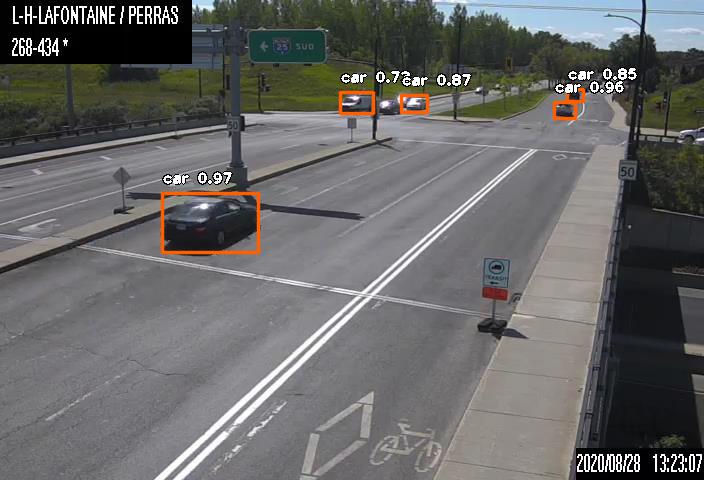 L-H-LAFONTAINE / PERRAS
268-434 *
25 SUD
car 0.72
car 0.87
car 0.85
car 0.96
50
car 0.97
50
TRANSIT
2020/08/28 13:23:07